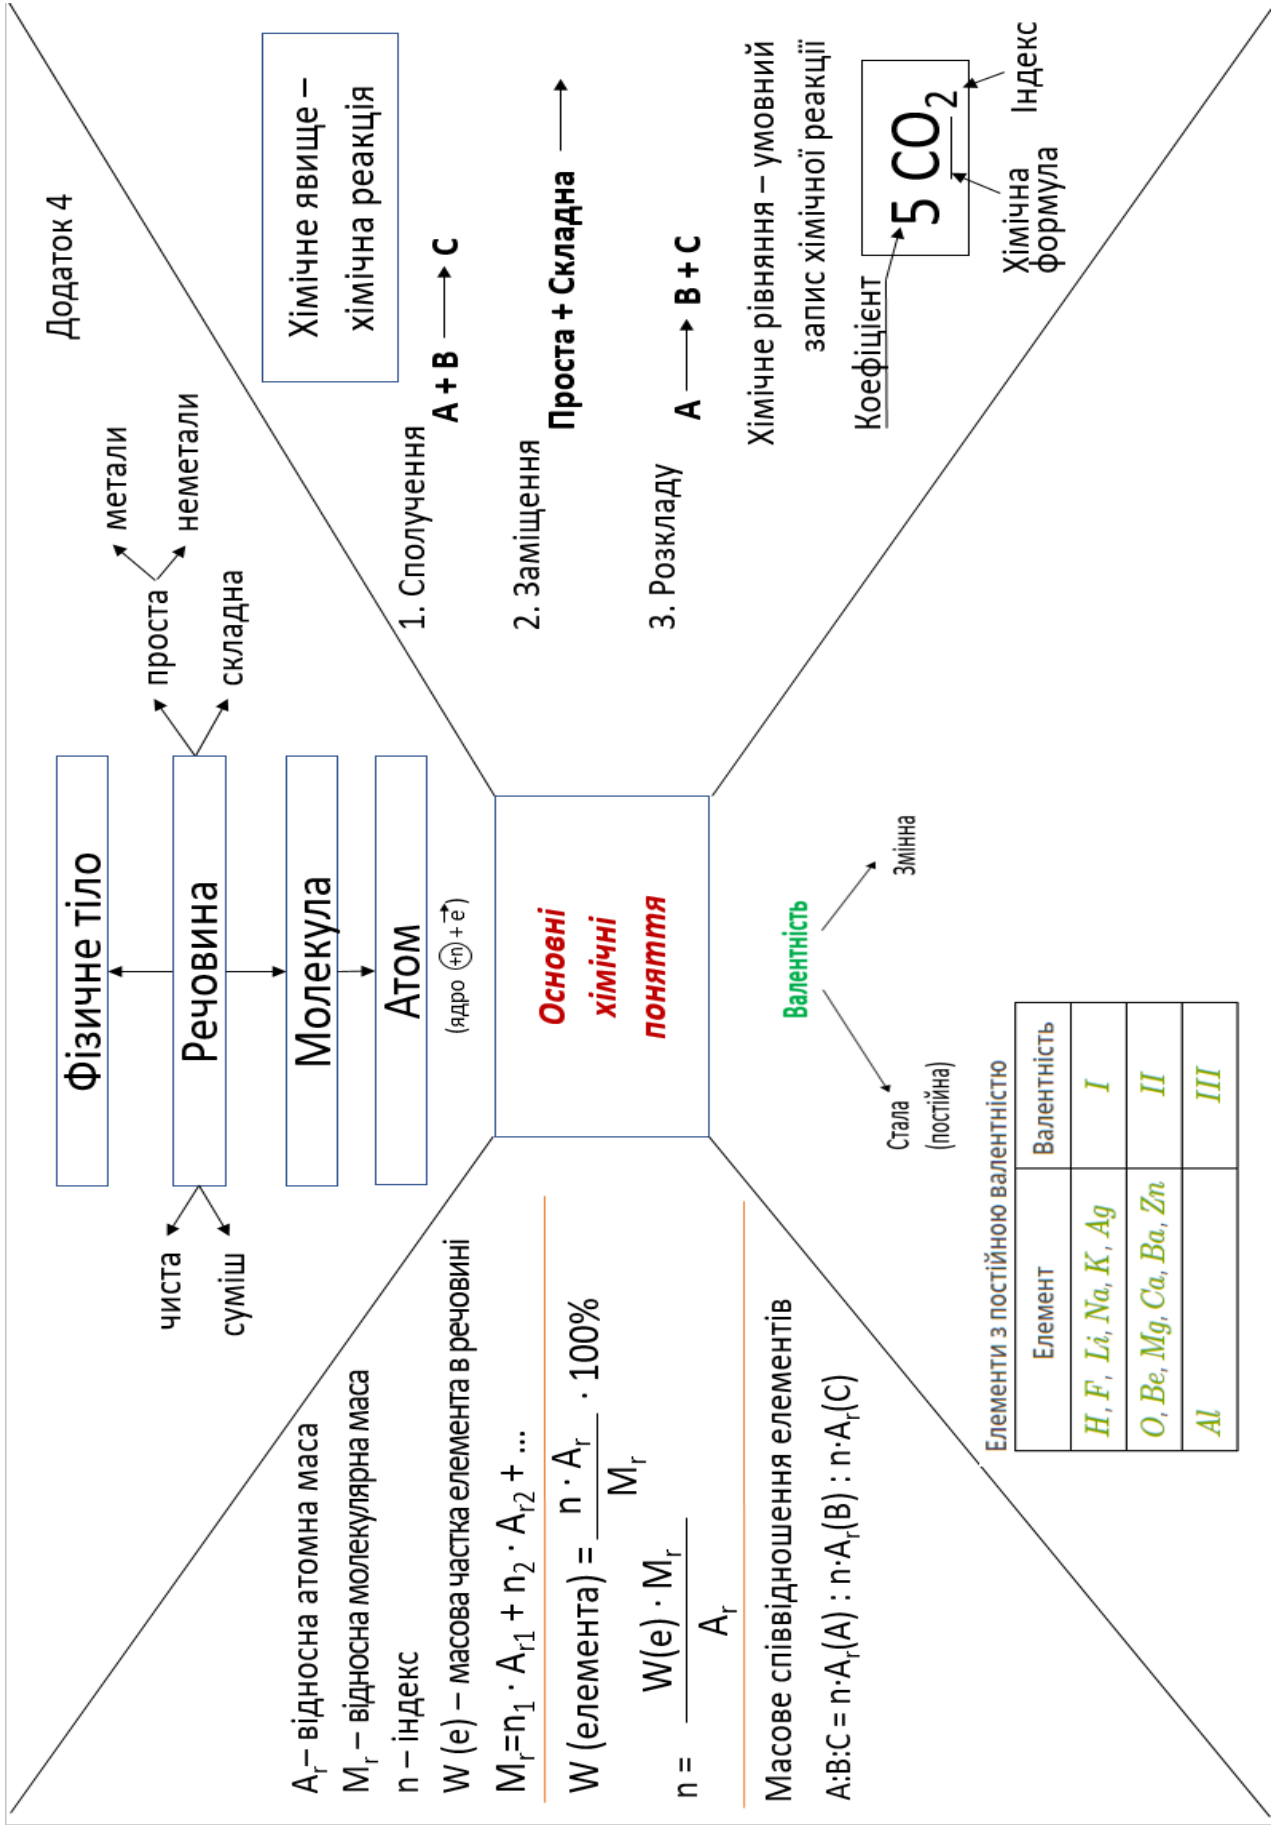 Додаток 4
Фізичне тіло
Речовина
чиста
суміш
проста
складна
метали
неметали
Молекула
Атом
(ядро +n + e)
Основні
хімічні
поняття
Aᵣ – відносна атомна маса
Mᵣ – відносна молекулярна маса
n – індекс
W (e) – масова частка елемента в речовині
Mᵣ=n₁ · Aᵣ₁ + n₂ · Aᵣ₂ + ...
W (елемента) = n · Aᵣ / Mᵣ · 100%
n = W(e) · Mᵣ / Aᵣ
Масове співвідношення елементів
A:B:C = n·Aᵣ(A) : n·Aᵣ(B) : n·Aᵣ(C)
Хімічне явище –
хімічна реакція
1. Сполучення
A + B ⟶ C
2. Заміщення
Проста + Складна ⟶
3. Розкладу
A ⟶ B + C
Хімічне рівняння – умовний
запис хімічної реакції
Коефіцієнт
5 CO₂
Хімічна
формула
Індекс
Валентність
Стала
(постійна)
Змінна
Елементи з постійною валентністю
Елемент Валентність
H, F, Li, Na, K, Ag I
O, Be, Mg, Ca, Ba, Zn II
Al III